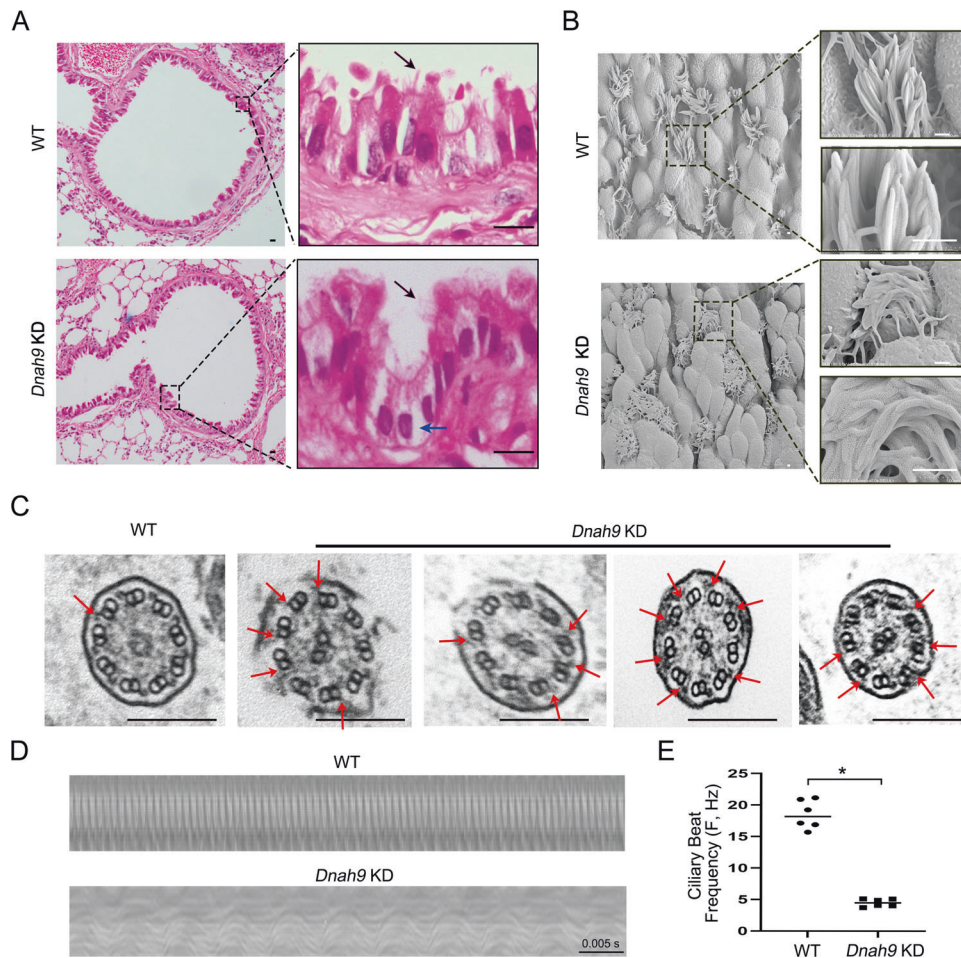 A
WT
Dnah9 KD
B
WT
Dnah9 KD
C
WT
Dnah9 KD
D
WT
Dnah9 KD
0.005 s
E
Ciliary Beat
Frequency (F, Hz)
25
20
15
10
5
0
*
WT
Dnah9 KD